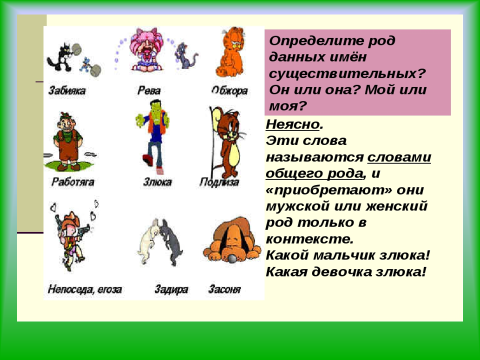 Забияка Рева Обжора
Работяга Злюка Подлиза
Непоседа, егоза Задира Засоня
Определите род
данных имён
существительных?
Он или она? Мой или
моя?
Неясно.
Эти слова
называются словами
общего рода, и
«приобретают» они
мужской или женский
род только в
контексте.
Какой мальчик злюка!
Какая девочка злюка!